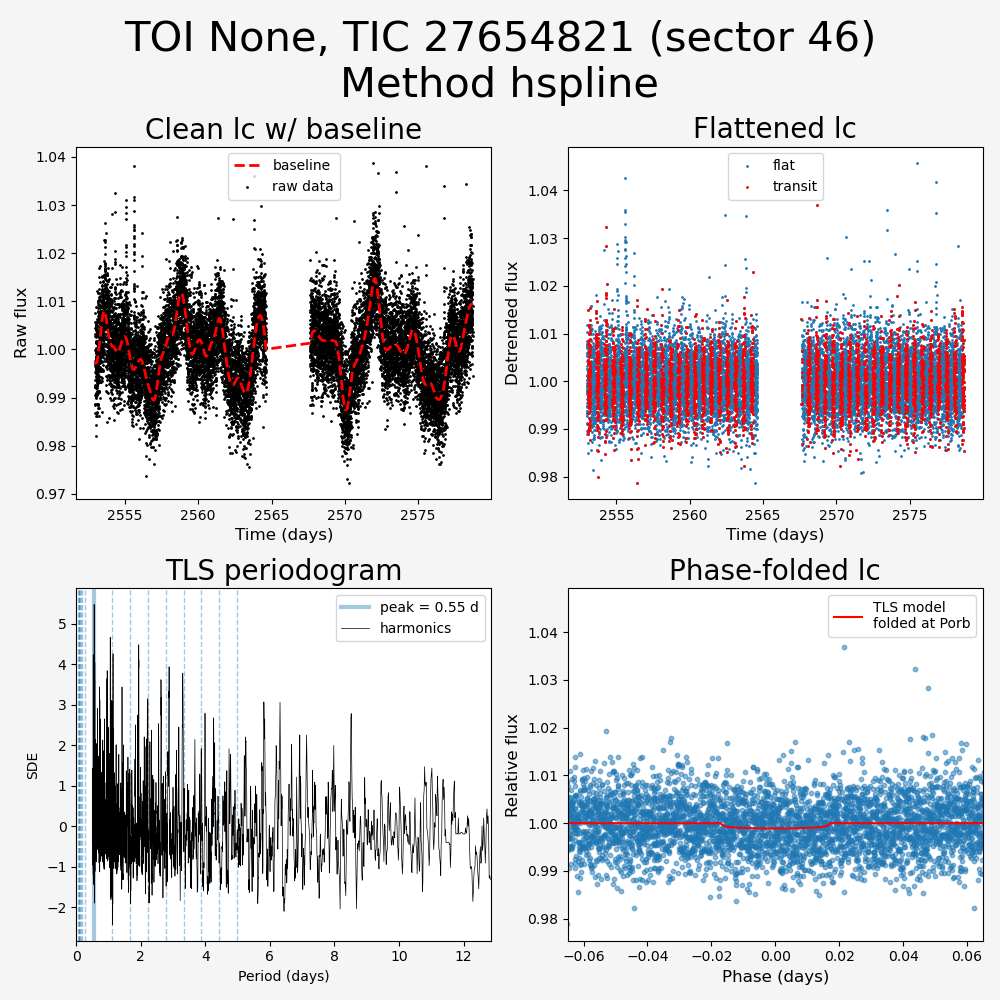 TOI None, TIC 27654821 (sector 46)
Method hspline
Clean lc w/ baseline
baseline
raw data
Raw flux
1.04
1.03
1.02
1.01
1.00
0.99
0.98
0.97
2555
2560
2565
2570
2575
Time (days)
Flattened lc
flat
transit
Detrended flux
1.04
1.03
1.02
1.01
1.00
0.99
0.98
2555
2560
2565
2570
2575
Time (days)
TLS periodogram
peak = 0.55 d
harmonics
SDE
5
4
3
2
1
0
−1
−2
0
2
4
6
8
10
12
Period (days)
Phase-folded lc
TLS model
folded at Porb
Relative flux
1.04
1.03
1.02
1.01
1.00
0.99
0.98
−0.06
−0.04
−0.02
0.00
0.02
0.04
0.06
Phase (days)